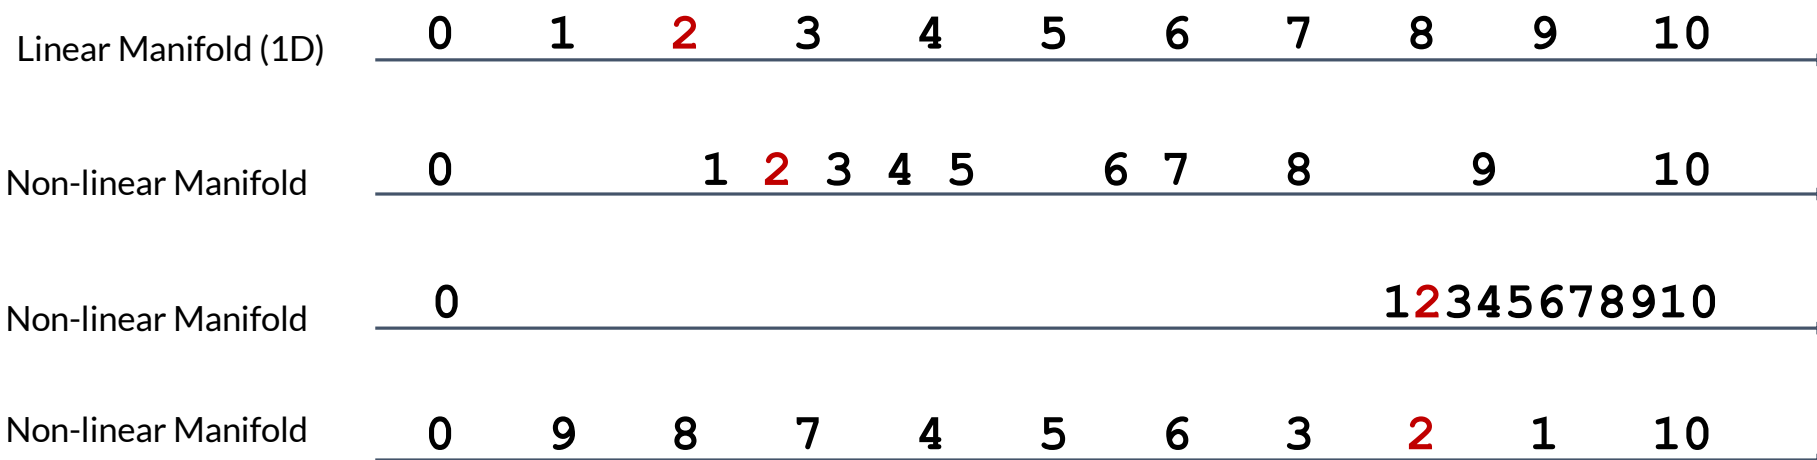 Linear Manifold (1D) 0 1 2 3 4 5 6 7 8 9 10
Non-linear Manifold 0 1 2 3 4 5 6 7 8 9 10
Non-linear Manifold 0 12345678910
Non-linear Manifold 0 9 8 7 4 5 6 3 2 1 10